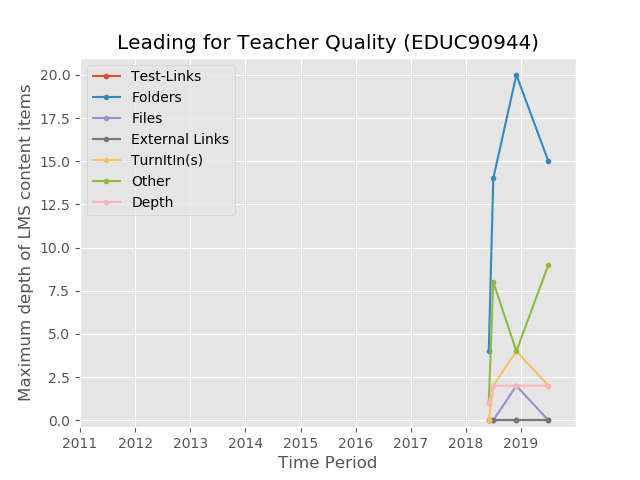 Leading for Teacher Quality (EDUC90944)
Test-Links
Folders
Files
External Links
TurnItIn(s)
Other
Depth
Maximum depth of LMS content items
20.0
17.5
15.0
12.5
10.0
7.5
5.0
2.5
0.0
2011 2012 2013 2014 2015 2016 2017 2018 2019
Time Period